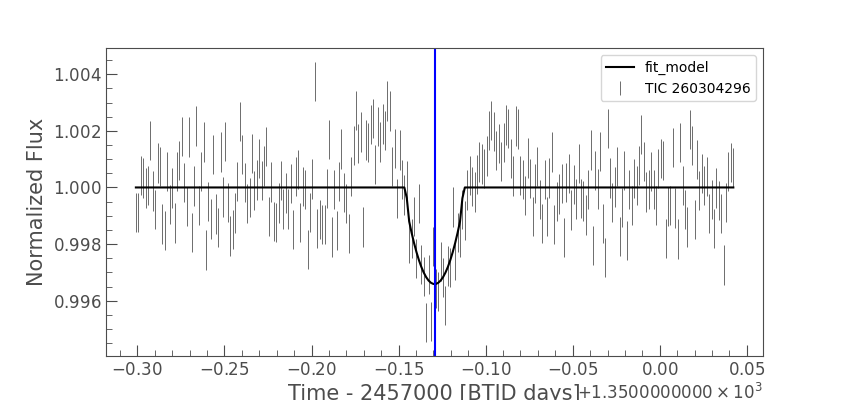 fit_model
TIC 260304296
1.004
1.002
1.000
0.998
0.996
Normalized Flux
−0.30 −0.25 −0.20 −0.15 −0.10 −0.05 0.00 0.05
Time - 2457000 [BTJD days]
+1.3500000000 × 10³